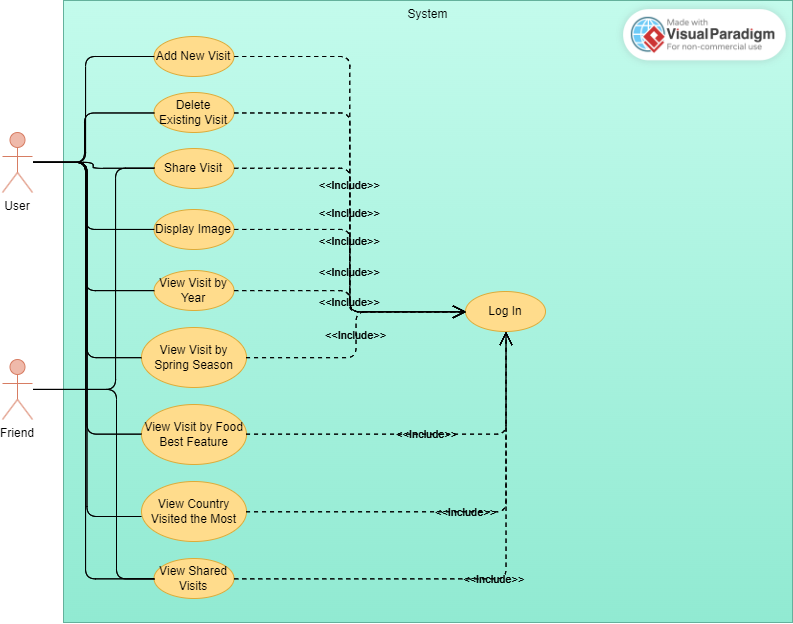 System
Made with
VisualParadigm
For non-commercial use
Add New Visit
Delete
Existing Visit
Share Visit
User
<<Include>>
<<Include>>
Display Image
<<Include>>
<<Include>>
View Visit by
Year
<<Include>>
Log In
<<Include>>
View Visit by
Spring Season
Friend
View Visit by Food
Best Feature
<<Include>>
View Country
Visited the Most
<<Include>>
View Shared
Visits
<<Include>>